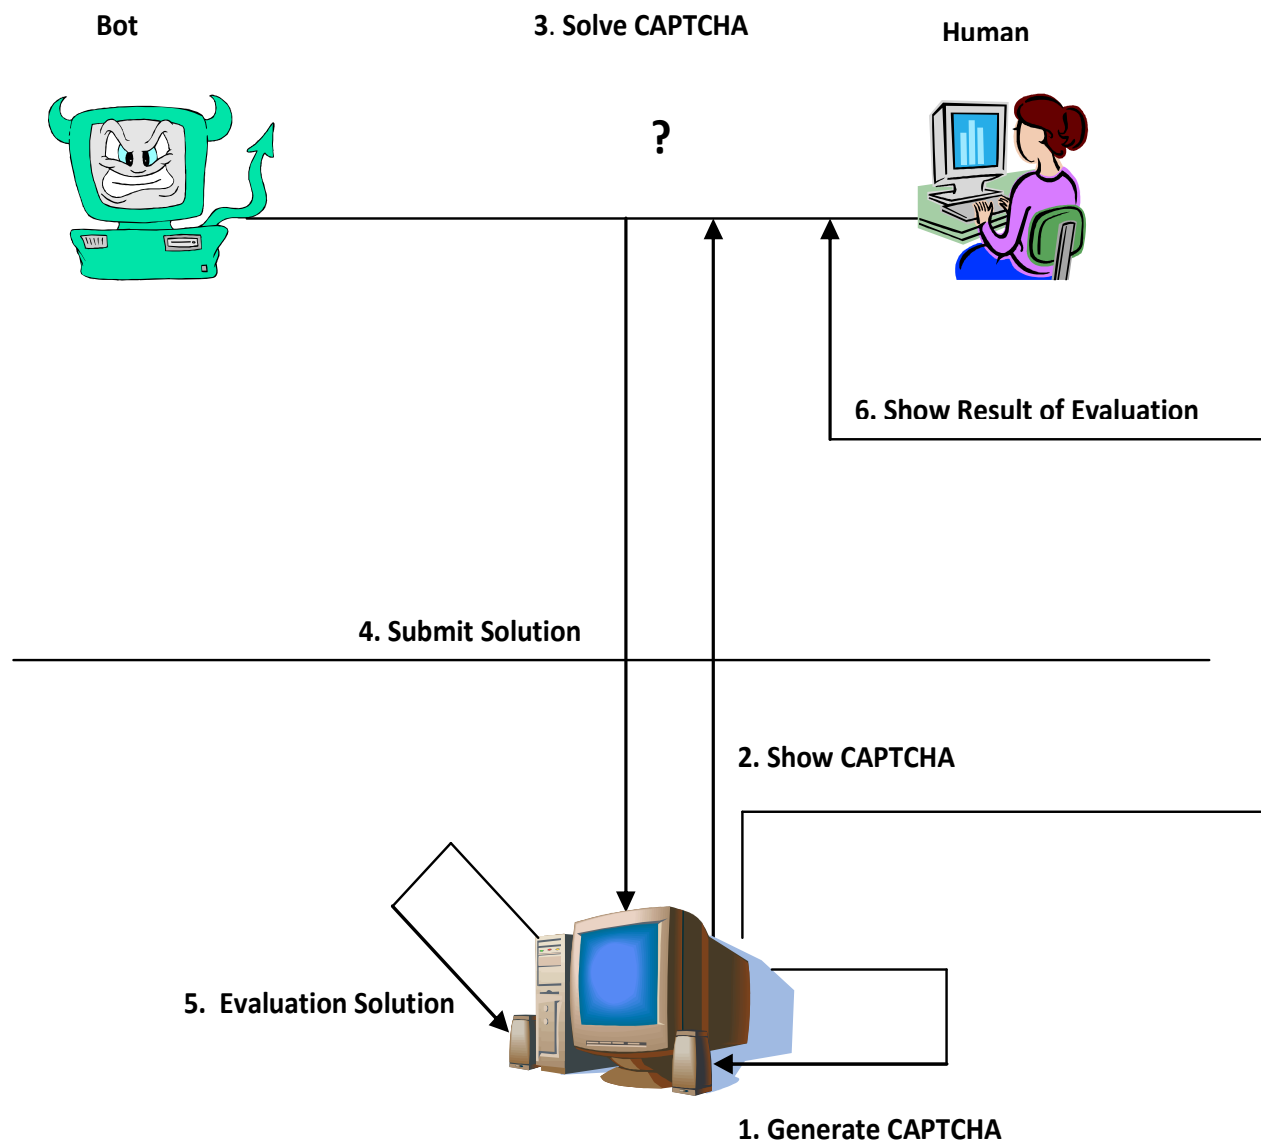 Bot
3. Solve CAPTCHA
Human
?
6. Show Result of Evaluation
4. Submit Solution
2. Show CAPTCHA
5.  Evaluation Solution
1. Generate CAPTCHA